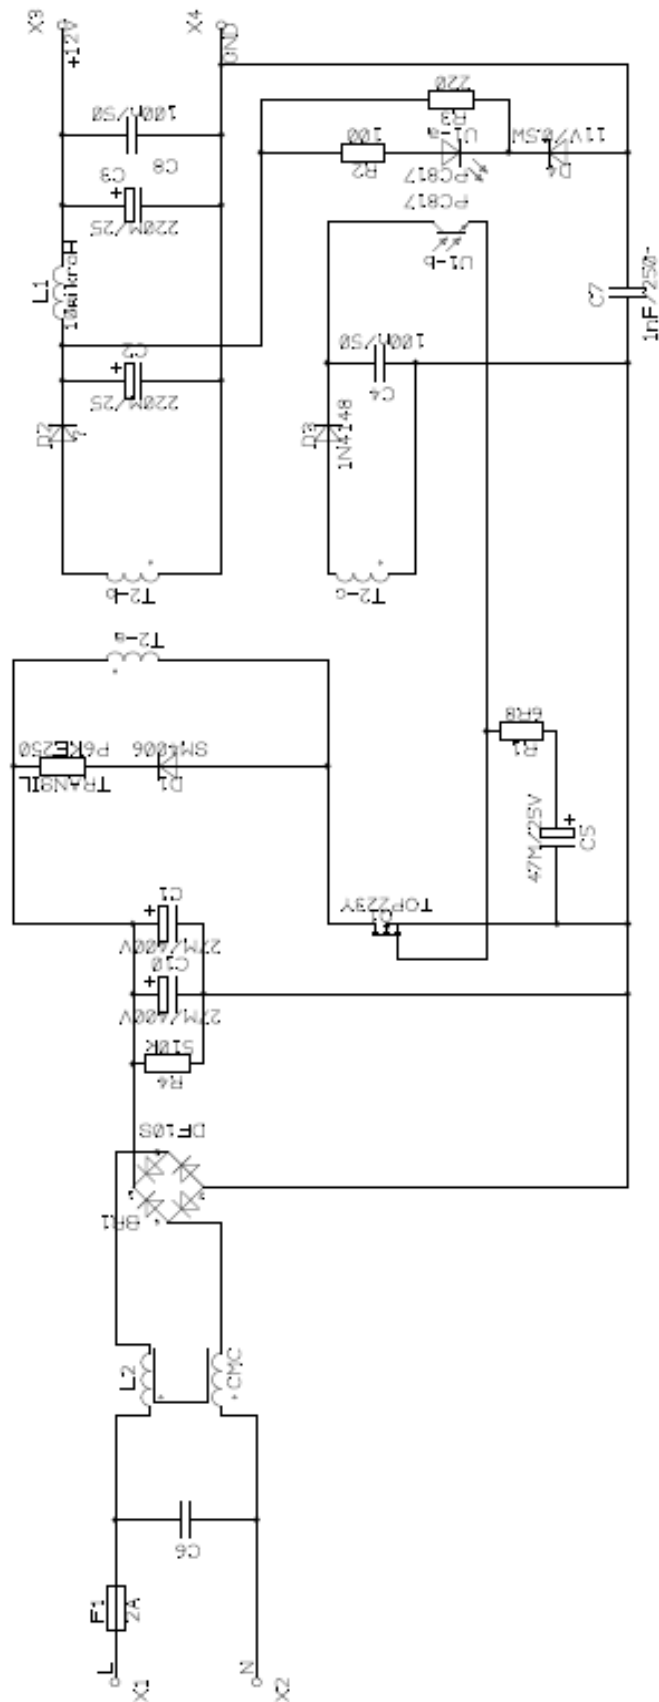 X3
+12V
X4
GND
100n/50
C8
C9
+
220M/25
L1
10mikroH
C2
+
220M/25
D2
?
T2-b
220
R3
100
R2
U1-a
PC817
11V/0.5W
D4
PC817
U1-b
C7
1nF/250~
100n/50
C4
D3
1N4148
T2-c
T2-a
P6KE250
TRANSIL
SM4006
D1
6R8
R1
47M/25V
+
C5
C1
+
27M/400V
TOP223Y
Q1
C10
+
27M/400V
510k
R4
DF10S
BR1
L2
CMC
C6
F1
2A
L
X1
N
X2